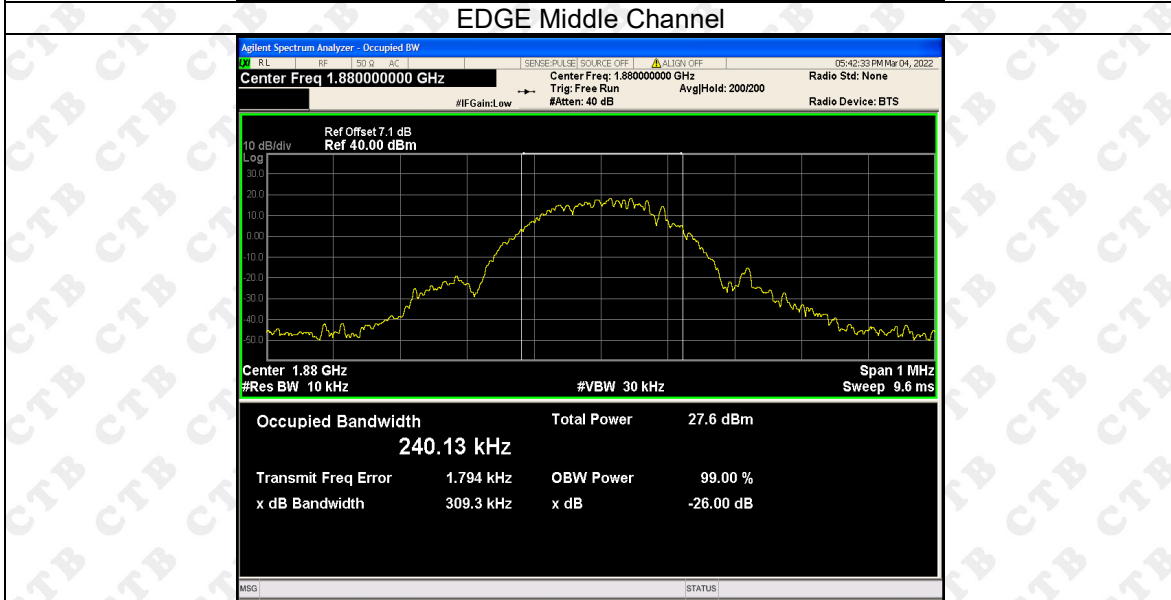 EDGE Middle Channel
Agilent Spectrum Analyzer - Occupied BW
LXI RL RF 50 Ω AC SENSE:PULSE SOURCE OFF ALIGN OFF 05:42:33 PM Mar 04, 2022
Center Freq 1.880000000 GHz Center Freq: 1.880000000 GHz Radio Std: None
Trig: Free Run Avg|Hold: 200/200
#IFGain:Low #Atten: 40 dB Radio Device: BTS
Ref Offset 7.1 dB
10 dB/div Ref 40.00 dBm
Log
30.0
20.0
10.0
0.00
-10.0
-20.0
-30.0
-40.0
-50.0
Center 1.88 GHz Span 1 MHz
#Res BW 10 kHz #VBW 30 kHz Sweep 9.6 ms
Occupied Bandwidth Total Power 27.6 dBm
240.13 kHz
Transmit Freq Error 1.794 kHz OBW Power 99.00 %
x dB Bandwidth 309.3 kHz x dB -26.00 dB
MSG STATUS
CTB